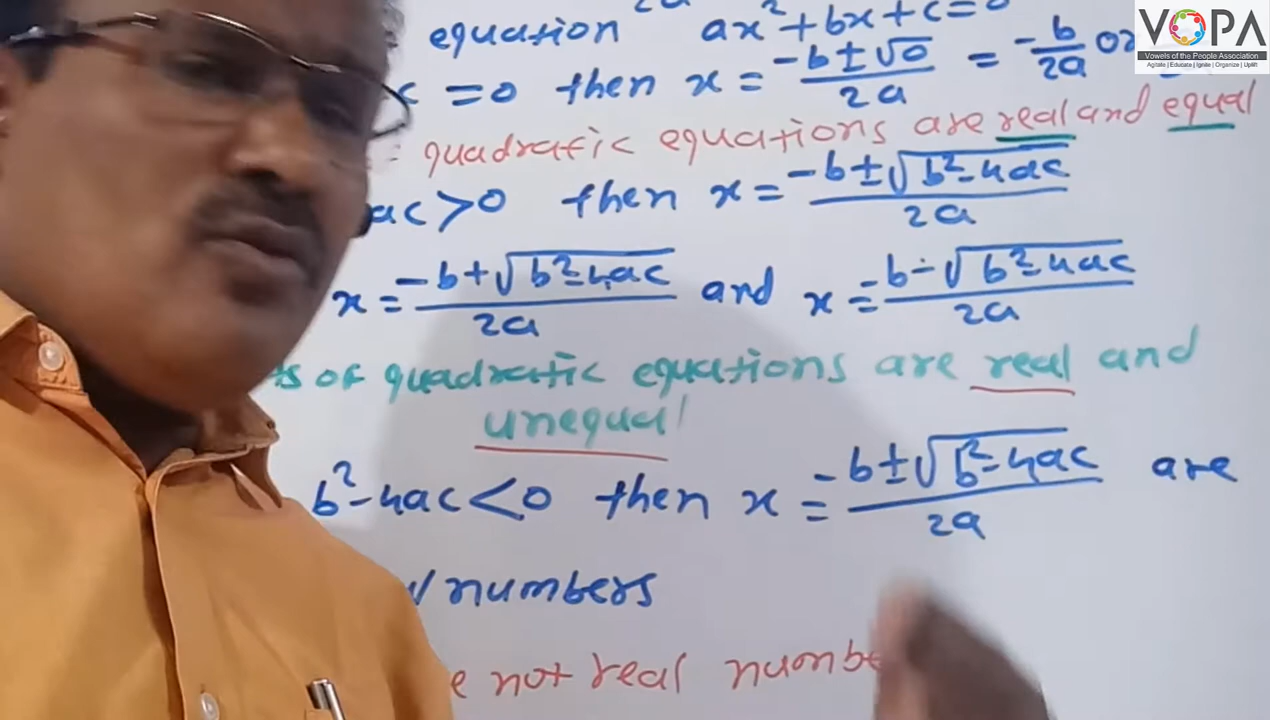 VOPA
Vowels of the People Association
Agitate | Educate | Ignite | Organize | Uplift
equation ax²+bx+c=0
c =0 then x = -b±√0/2a = -b/2a or
quadratic equations are real and equal
ac >0 then x = -b±√b²-4ac/2a
x = -b+√b²-4ac/2a and x = -b-√b²-4ac/2a
ts of quadratic equations are real and
unequal
b²-4ac<0 then x = -b±√b²-4ac/2a are
numbers
e not real numbe